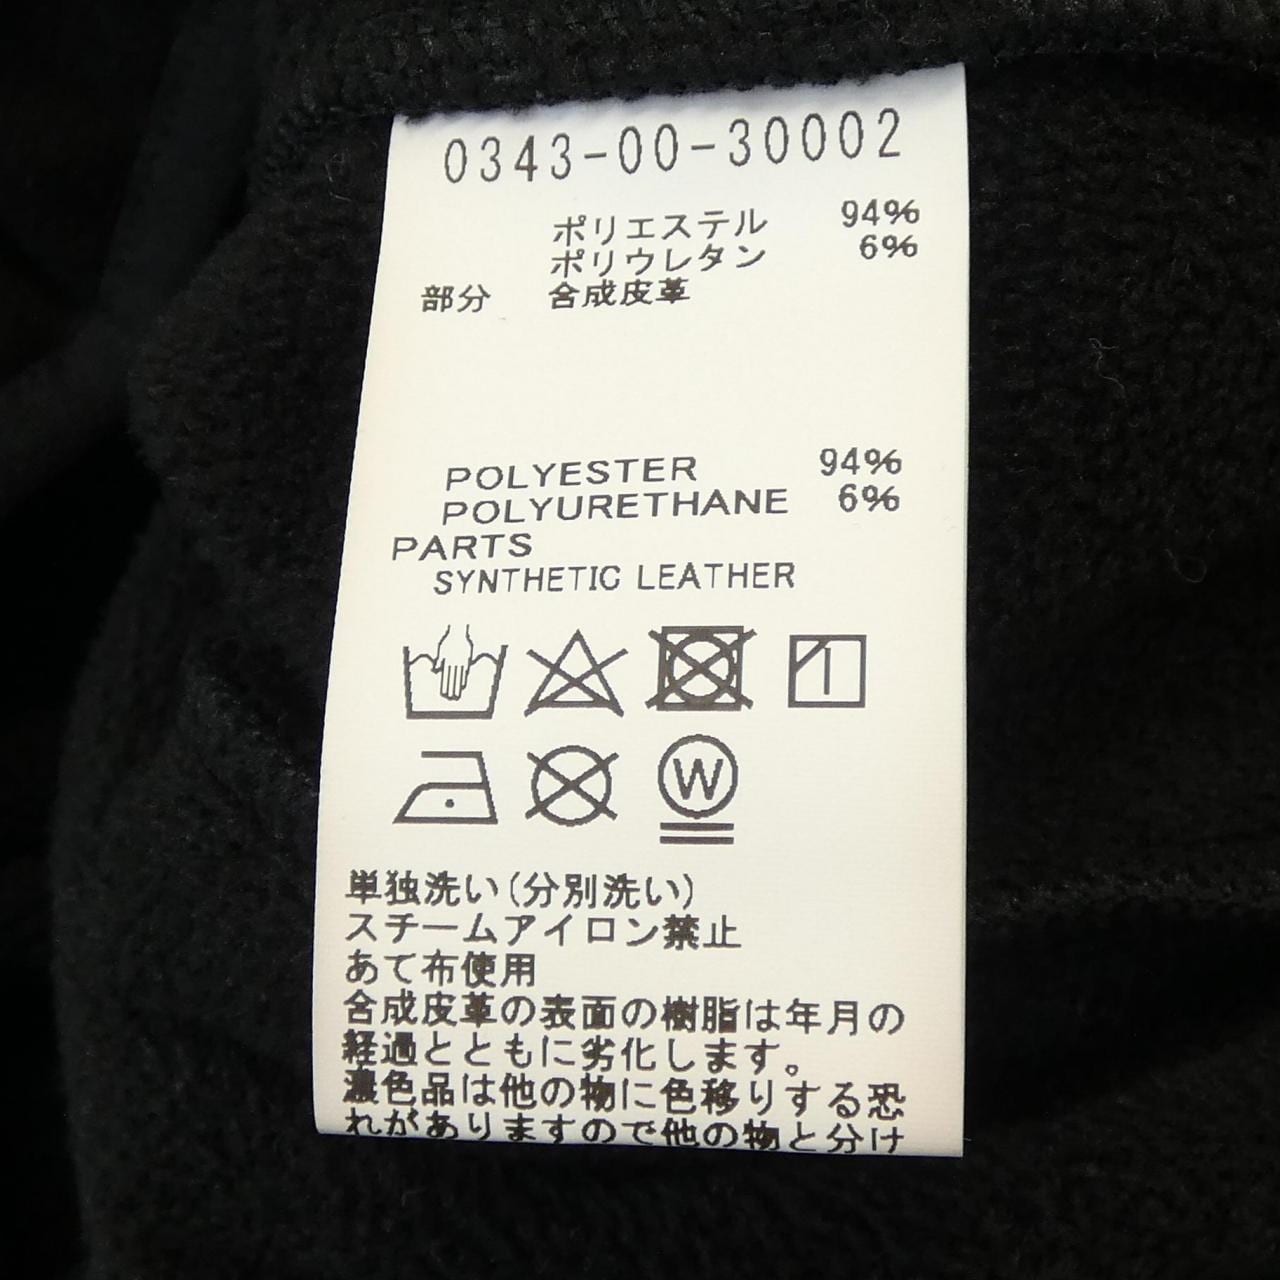 0343-00-30002
ポリエステル 94%
ポリウレタン 6%
部分 合成皮革
POLYESTER 94%
POLYURETHANE 6%
PARTS
SYNTHETIC LEATHER
W
単独洗い(分別洗い)
スチームアイロン禁止
あて布使用
合成皮革の表面の樹脂は年月の
経過とともに劣化します。
濃色品は他の物に色移りする恐
れがありますので他の物と分け